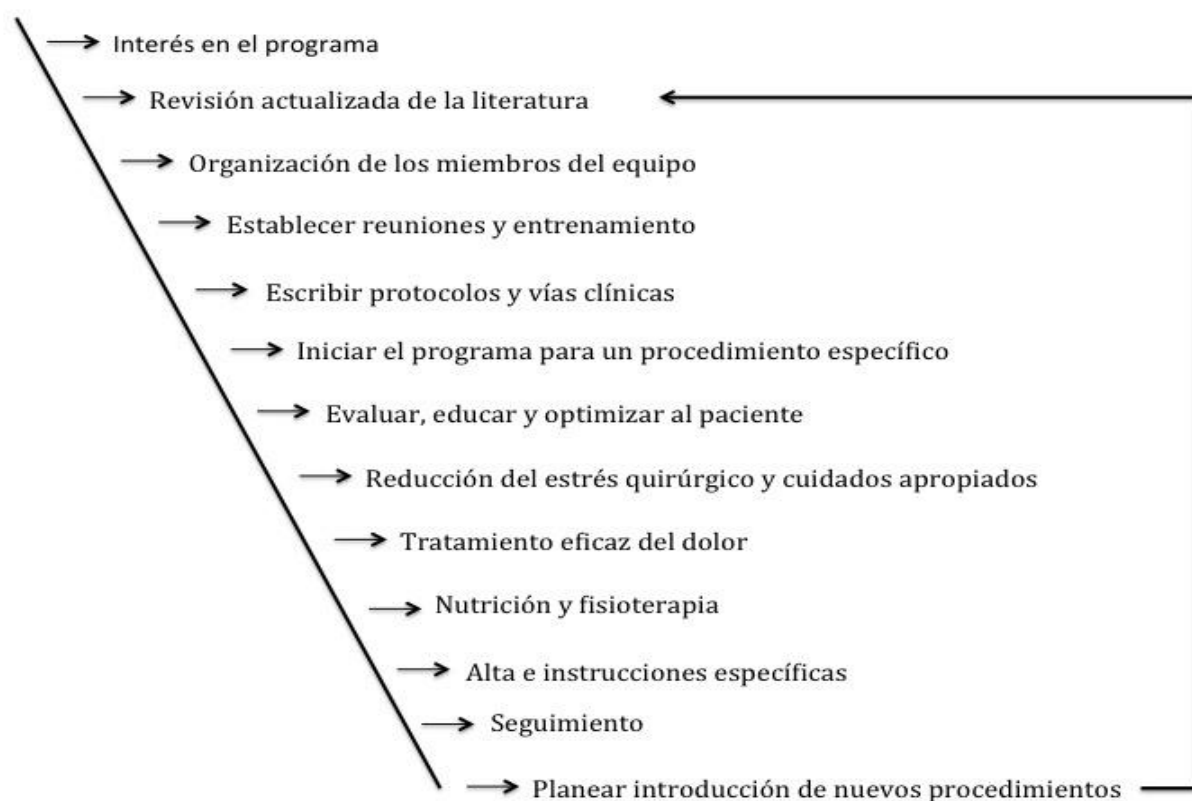 Interés en el programa
Revisión actualizada de la literatura
Organización de los miembros del equipo
Establecer reuniones y entrenamiento
Escribir protocolos y vías clínicas
Iniciar el programa para un procedimiento específico
Evaluar, educar y optimizar al paciente
Reducción del estrés quirúrgico y cuidados apropiados
Tratamiento eficaz del dolor
Nutrición y fisioterapia
Alta e instrucciones específicas
Seguimiento
Planear introducción de nuevos procedimientos